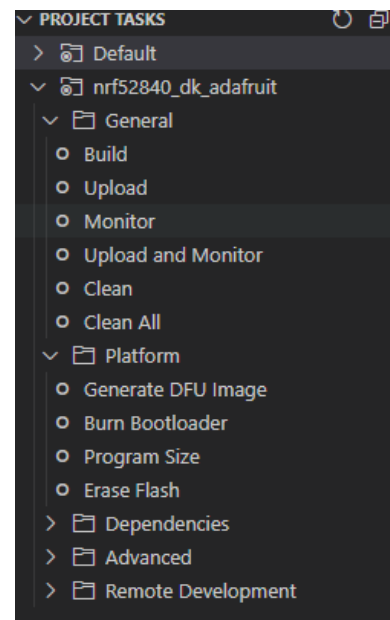 PROJECT TASKS
Default
nrf52840_dk_adafruit
General
Build
Upload
Monitor
Upload and Monitor
Clean
Clean All
Platform
Generate DFU Image
Burn Bootloader
Program Size
Erase Flash
Dependencies
Advanced
Remote Development